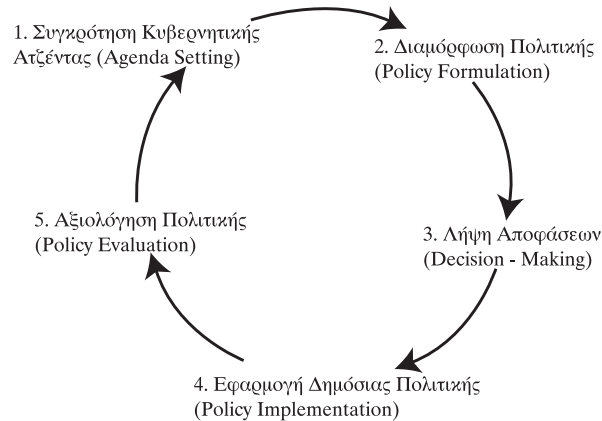 1. Συγκρότηση Κυβερνητικής
Ατζέντας (Agenda Setting)
2. Διαμόρφωση Πολιτικής
(Policy Formulation)
3. Λήψη Αποφάσεων
(Decision - Making)
4. Εφαρμογή Δημόσιας Πολιτικής
(Policy Implementation)
5. Αξιολόγηση Πολιτικής
(Policy Evaluation)